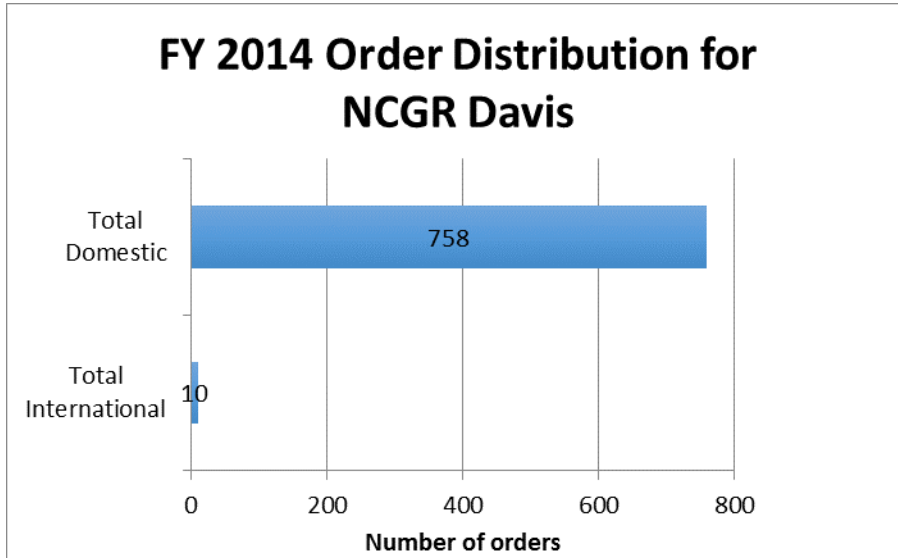 FY 2014 Order Distribution for
NCGR Davis
Total
Domestic
758
Total
International
10
0 200 400 600 800
Number of orders